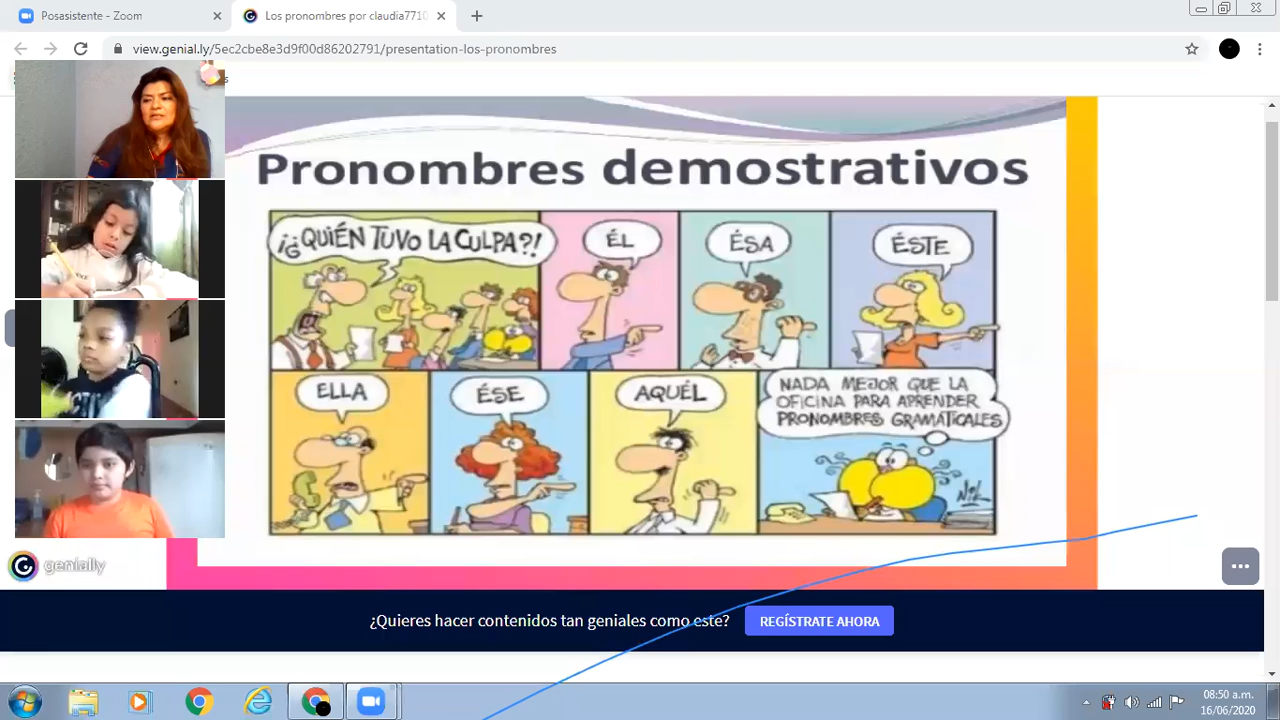 Posasistente - Zoom
Los pronombres por claudia7710
view.genial.ly/5ec2cbe8e3d9f00d86202791/presentation-los-pronombres
Pronombres demostrativos
¡¿QUIÉN TUVO LA CULPA?!
ÉL
ÉSA
ÉSTE
ELLA
ÉSE
AQUÉL
NADA MEJOR QUE LA
OFICINA PARA APRENDER
PRONOMBRES GRAMATICALES
Nik
genially
¿Quieres hacer contenidos tan geniales como este?
REGÍSTRATE AHORA
08:50 a.m.
16/06/2020